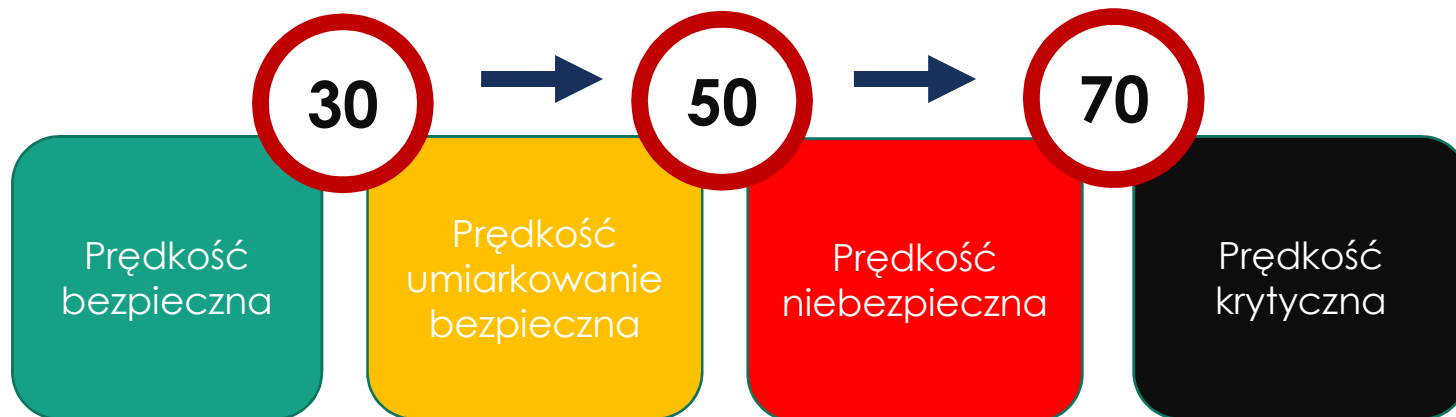 30
50
70
Prędkość
bezpieczna
Prędkość
umiarkowanie
bezpieczna
Prędkość
niebezpieczna
Prędkość
krytyczna